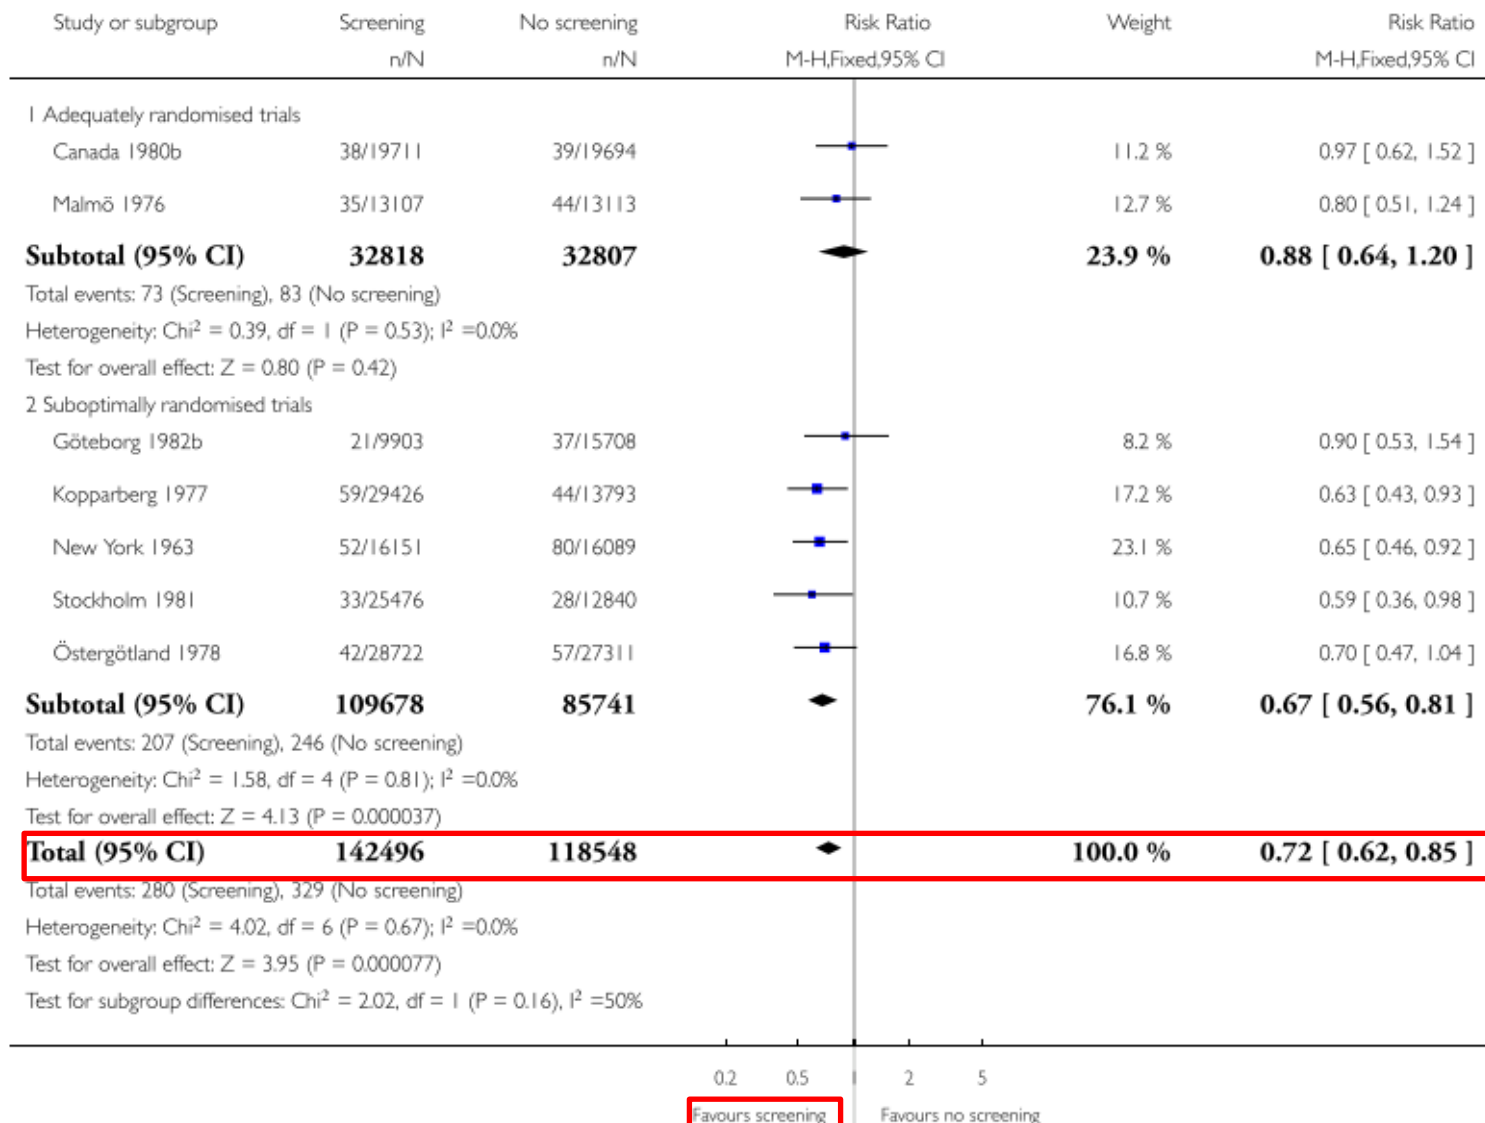 Study or subgroup Screening No screening Risk Ratio Weight Risk Ratio
n/N n/N M-H,Fixed,95% CI M-H,Fixed,95% CI
1 Adequately randomised trials
Canada 1980b 38/19711 39/19694 11.2 % 0.97 [ 0.62, 1.52 ]
Malmö 1976 35/13107 44/13113 12.7 % 0.80 [ 0.51, 1.24 ]
Subtotal (95% CI) 32818 32807 23.9 % 0.88 [ 0.64, 1.20 ]
Total events: 73 (Screening), 83 (No screening)
Heterogeneity: Chi² = 0.39, df = 1 (P = 0.53); I² =0.0%
Test for overall effect: Z = 0.80 (P = 0.42)
2 Suboptimally randomised trials
Göteborg 1982b 21/9903 37/15708 8.2 % 0.90 [ 0.53, 1.54 ]
Kopparberg 1977 59/29426 44/13793 17.2 % 0.63 [ 0.43, 0.93 ]
New York 1963 52/16151 80/16089 23.1 % 0.65 [ 0.46, 0.92 ]
Stockholm 1981 33/25476 28/12840 10.7 % 0.59 [ 0.36, 0.98 ]
Östergötland 1978 42/28722 57/27311 16.8 % 0.70 [ 0.47, 1.04 ]
Subtotal (95% CI) 109678 85741 76.1 % 0.67 [ 0.56, 0.81 ]
Total events: 207 (Screening), 246 (No screening)
Heterogeneity: Chi² = 1.58, df = 4 (P = 0.81); I² =0.0%
Test for overall effect: Z = 4.13 (P = 0.000037)
Total (95% CI) 142496 118548 100.0 % 0.72 [ 0.62, 0.85 ]
Total events: 280 (Screening), 329 (No screening)
Heterogeneity: Chi² = 4.02, df = 6 (P = 0.67); I² =0.0%
Test for overall effect: Z = 3.95 (P = 0.000077)
Test for subgroup differences: Chi² = 2.02, df = 1 (P = 0.16), I² =50%
0.2 0.5 1 2 5
Favours screening Favours no screening